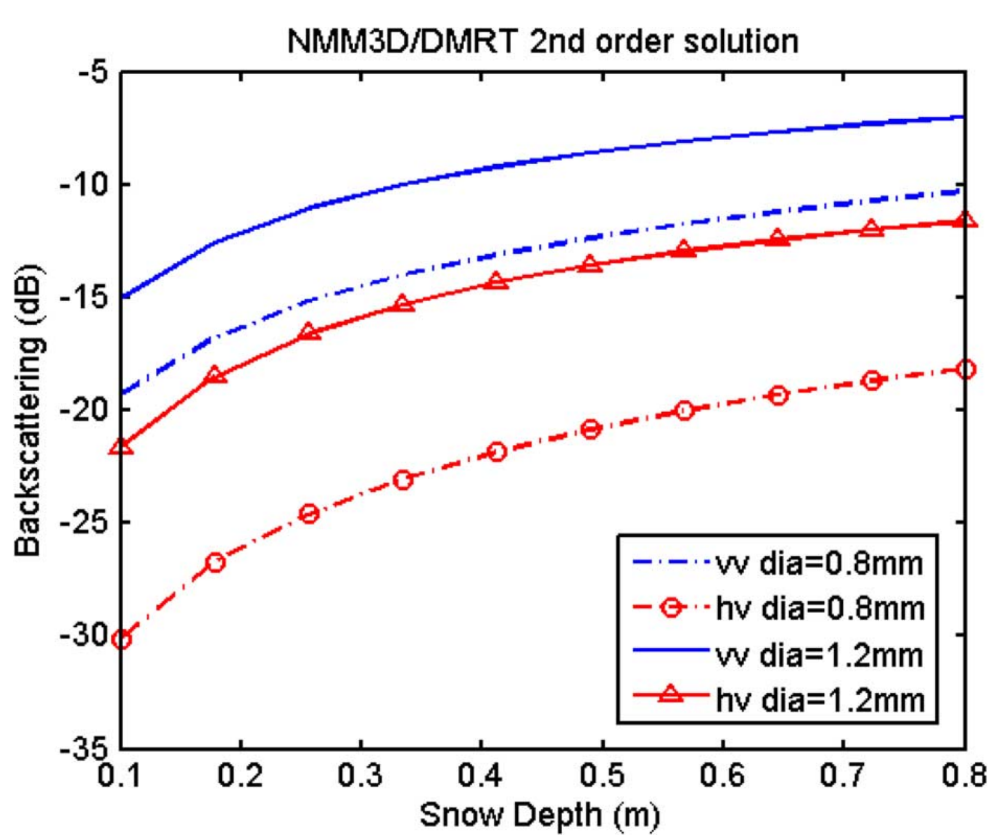 NMM3D/DMRT 2nd order solution
-5
-10
-15
-20
-25
-30
-35
Backscattering (dB)
vv dia=0.8mm
hv dia=0.8mm
vv dia=1.2mm
hv dia=1.2mm
0.1 0.2 0.3 0.4 0.5 0.6 0.7 0.8
Snow Depth (m)